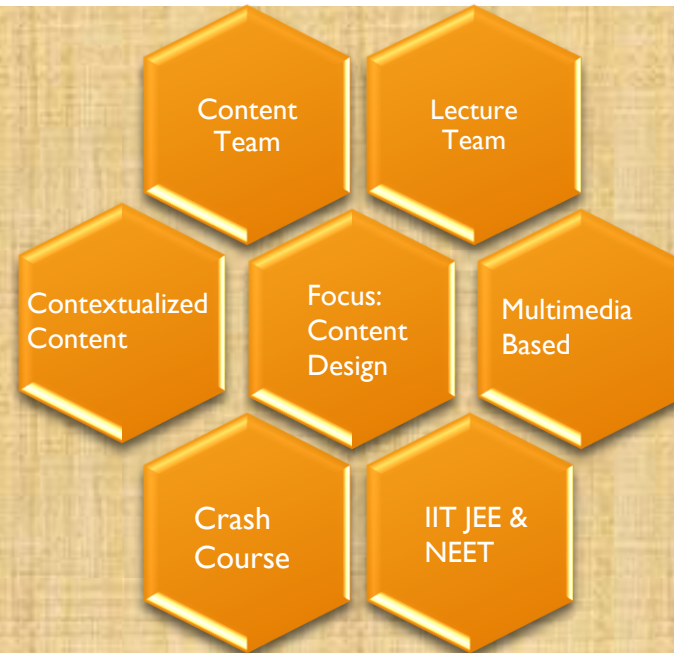 Content
Team
Lecture
Team
Contextualized
Content
Focus:
Content
Design
Multimedia
Based
Crash
Course
IIT JEE &
NEET